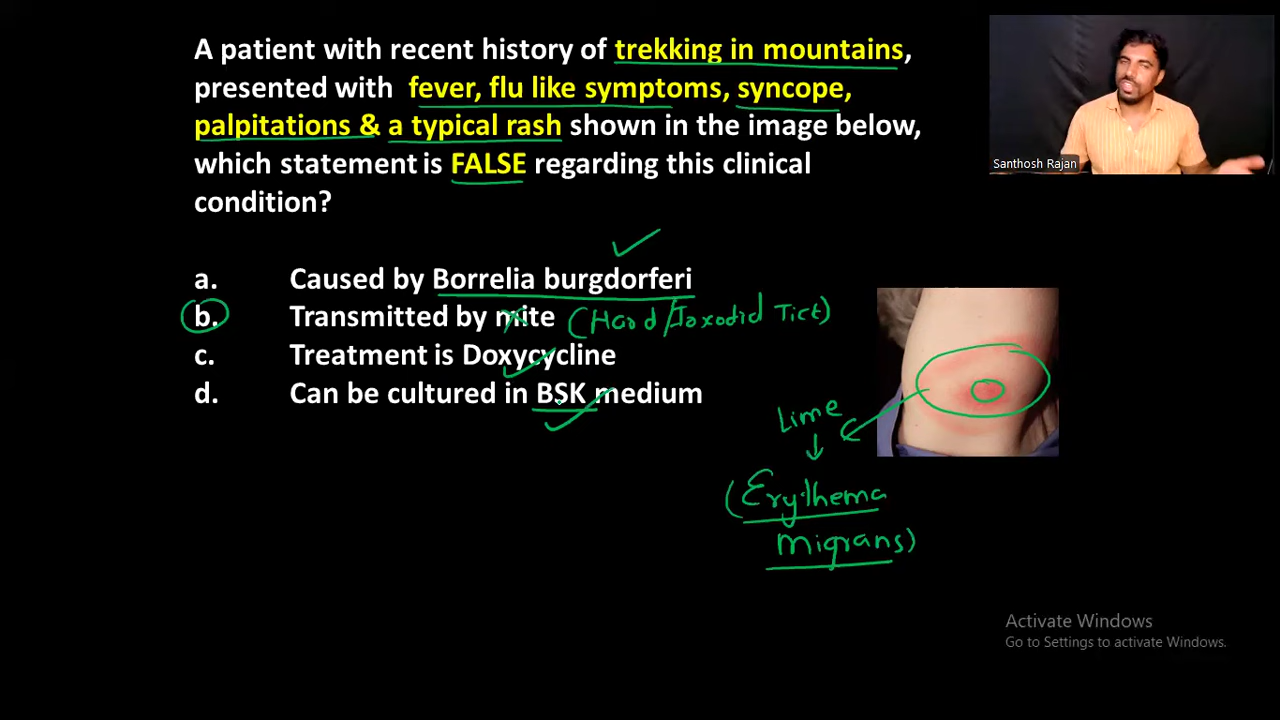 A patient with recent history of trekking in mountains,
presented with fever, flu like symptoms, syncope,
palpitations & a typical rash shown in the image below,
which statement is FALSE regarding this clinical
condition?
Santhosh Rajan
a. Caused by Borrelia burgdorferi
b. Transmitted by mite (Hard/Ixxodid Tict)
c. Treatment is Doxycycline
d. Can be cultured in BSK medium
Lime
(Erythema
migrans)
Activate Windows
Go to Settings to activate Windows.